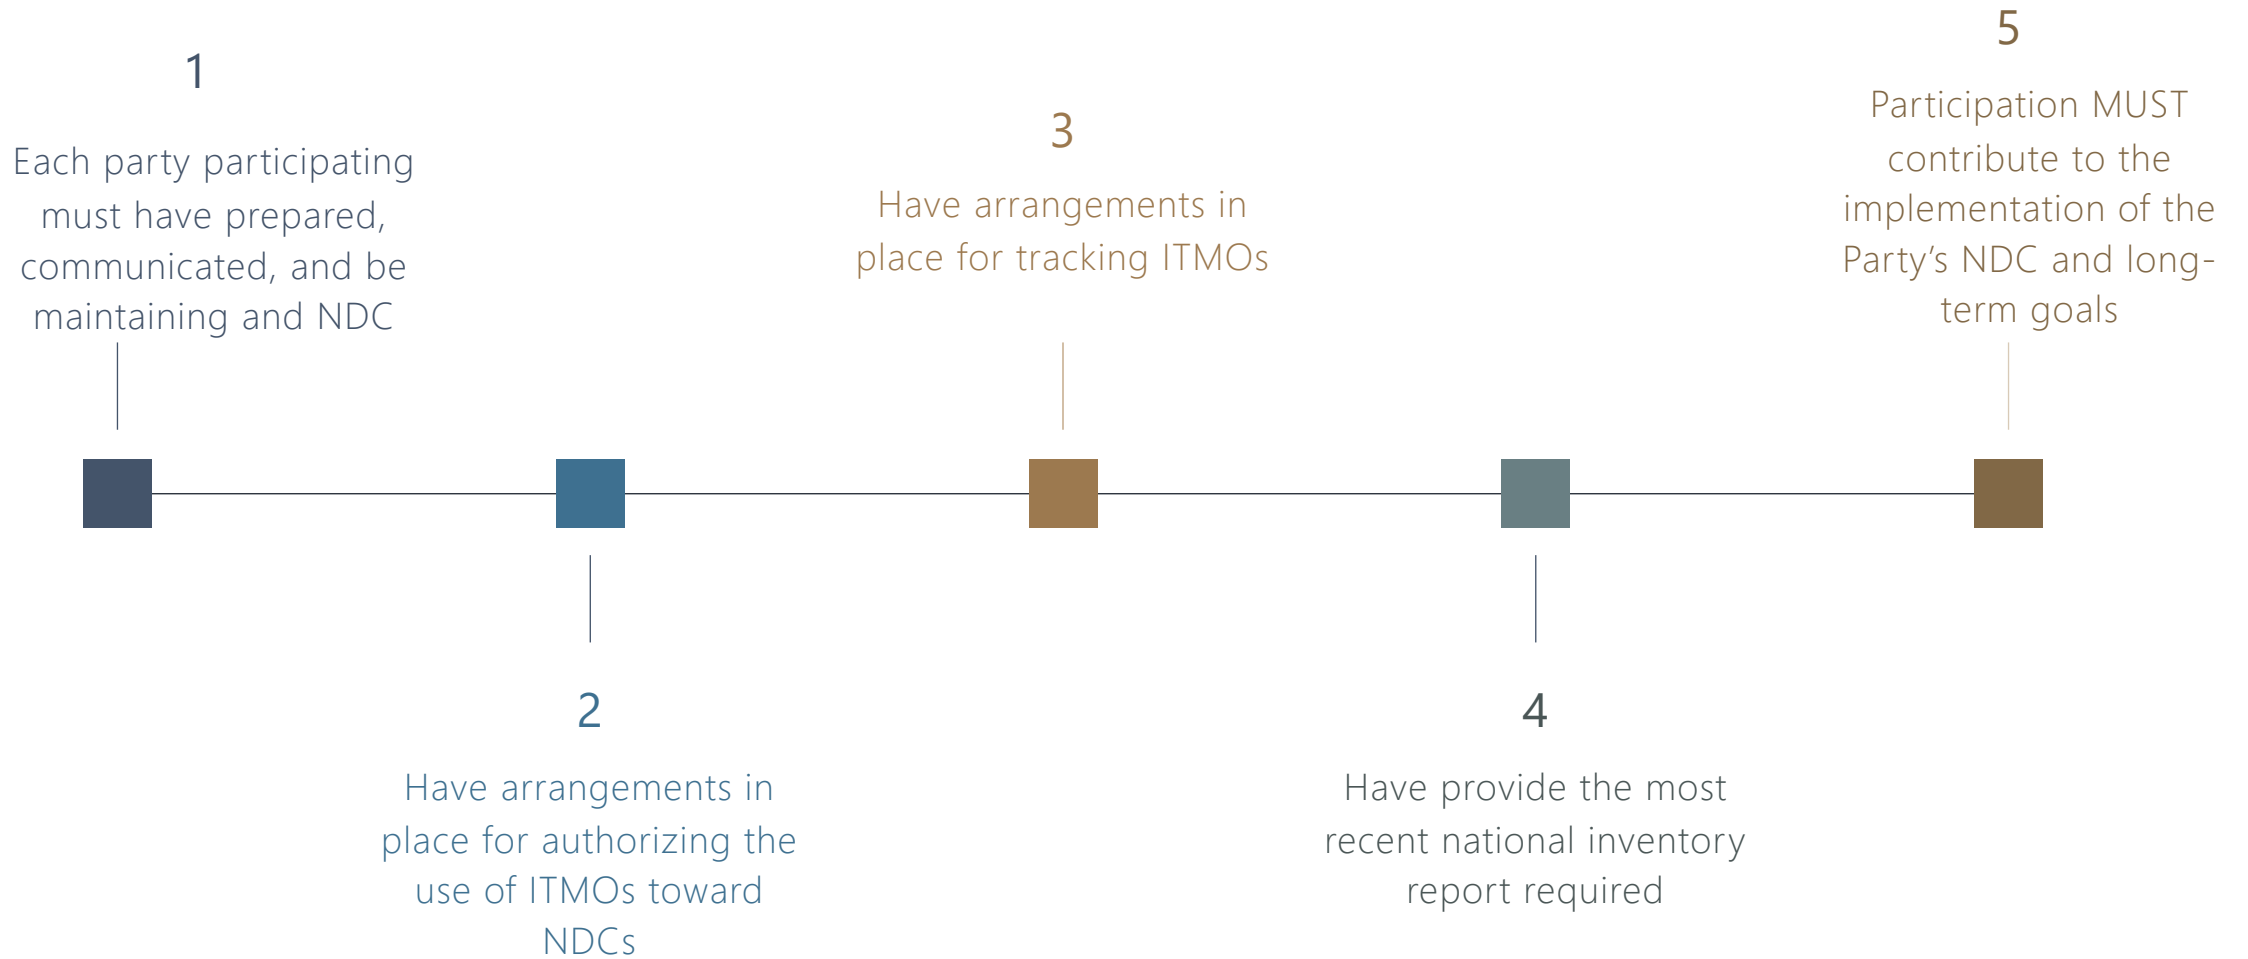 1
Each party participating
must have prepared,
communicated, and be
maintaining and NDC
2
Have arrangements in
place for authorizing the
use of ITMOs toward
NDCs
3
Have arrangements in
place for tracking ITMOs
4
Have provide the most
recent national inventory
report required
5
Participation MUST
contribute to the
implementation of the
Party’s NDC and long-
term goals